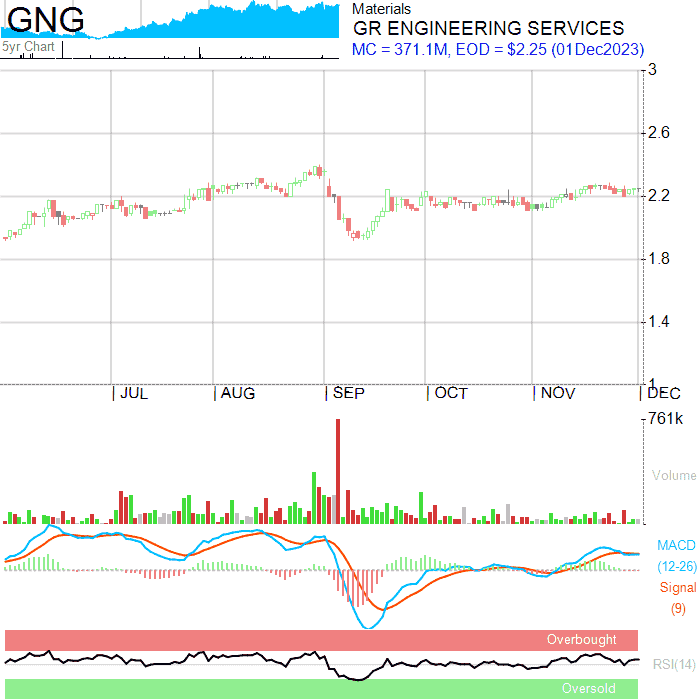 GNG
5yr Chart
Materials
GR ENGINEERING SERVICES
MC = 371.1M, EOD = $2.25 (01Dec2023)
3
2.6
2.2
1.8
1.4
1
JUL AUG SEP OCT NOV DEC
761k
Volume
MACD
(12-26)
Signal
(9)
Overbought
RSI(14)
Oversold